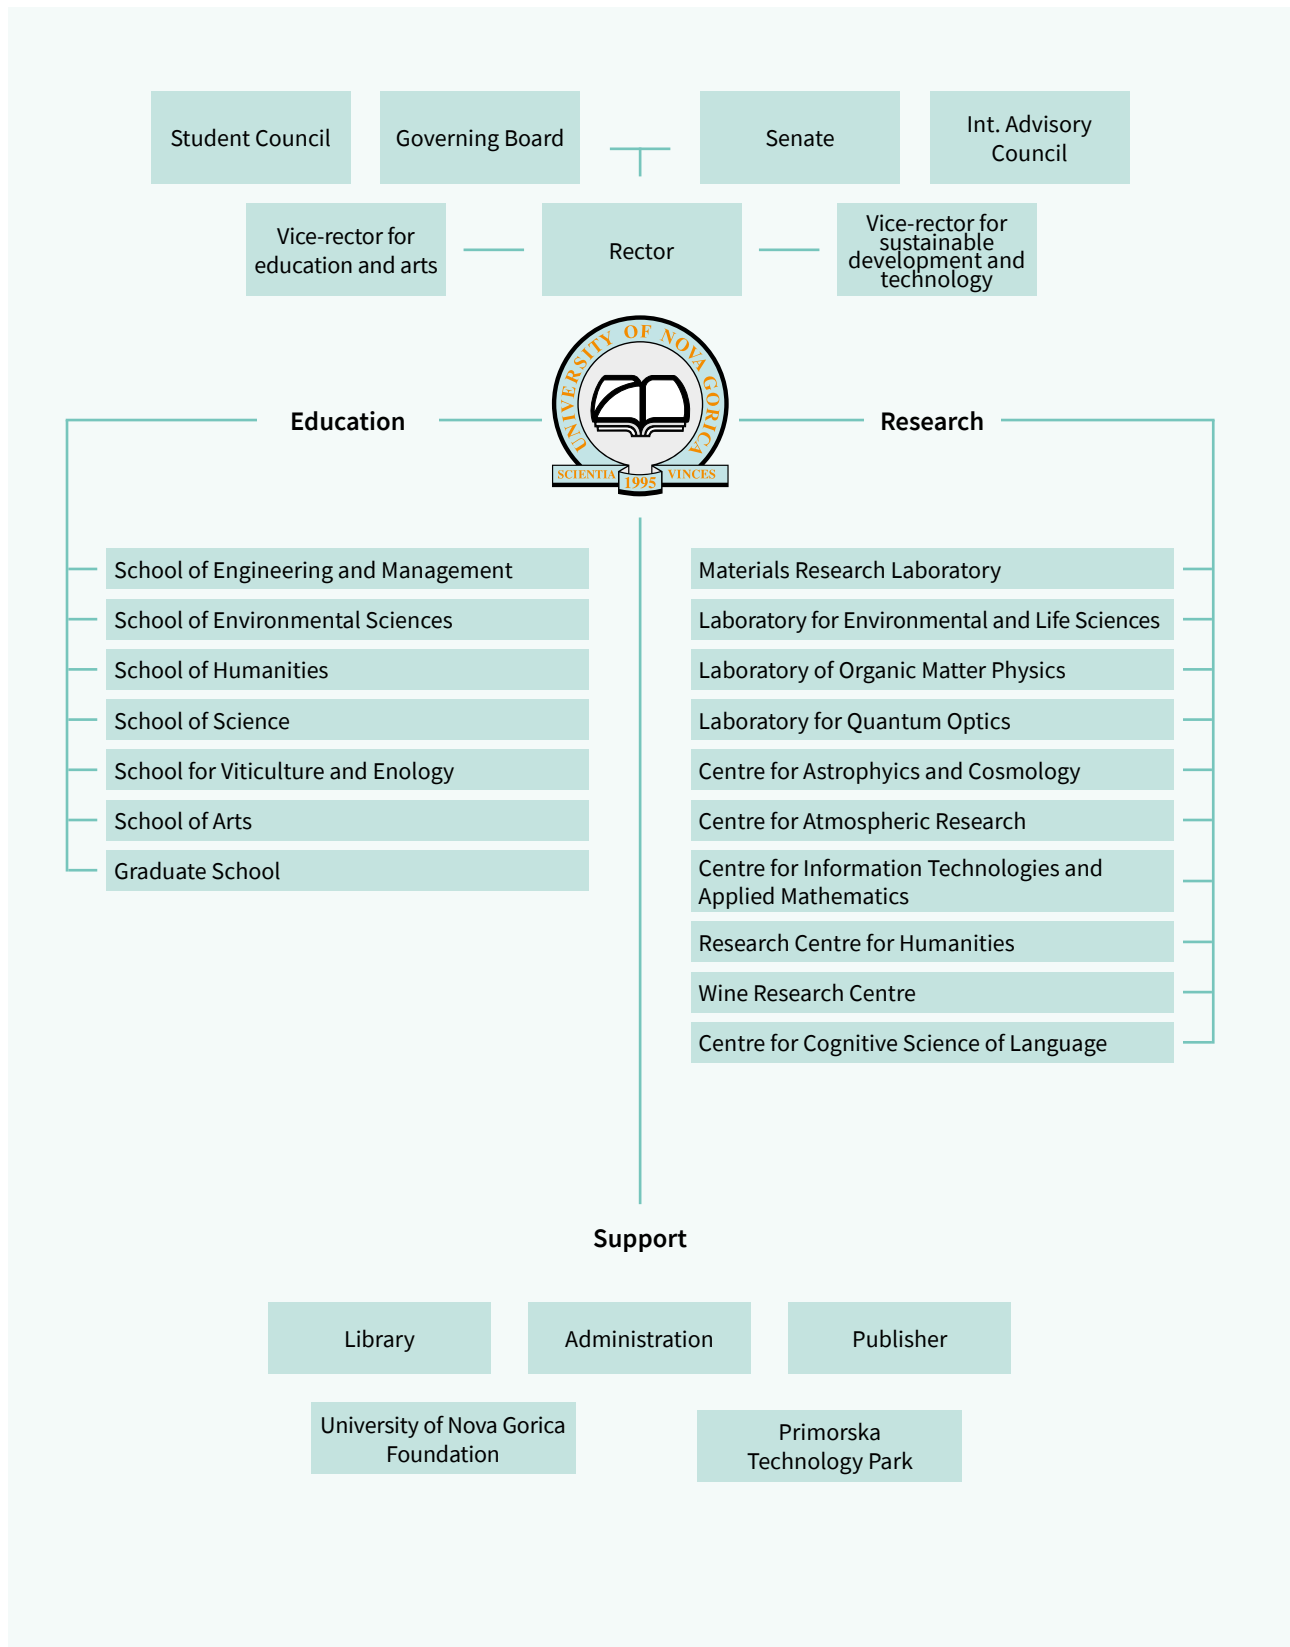 Student Council
Governing Board
Senate
Int. Advisory
Council
Vice-rector for
education and arts
Rector
Vice-rector for
sustainable
development and
technology
UNIVERSITY OF NOVA GORICA
SCIENTIA
1995
VINCES
Education
Research
School of Engineering and Management
School of Environmental Sciences
School of Humanities
School of Science
School for Viticulture and Enology
School of Arts
Graduate School
Materials Research Laboratory
Laboratory for Environmental and Life Sciences
Laboratory of Organic Matter Physics
Laboratory for Quantum Optics
Centre for Astrophyics and Cosmology
Centre for Atmospheric Research
Centre for Information Technologies and
Applied Mathematics
Research Centre for Humanities
Wine Research Centre
Centre for Cognitive Science of Language
Support
Library
Administration
Publisher
University of Nova Gorica
Foundation
Primorska
Technology Park